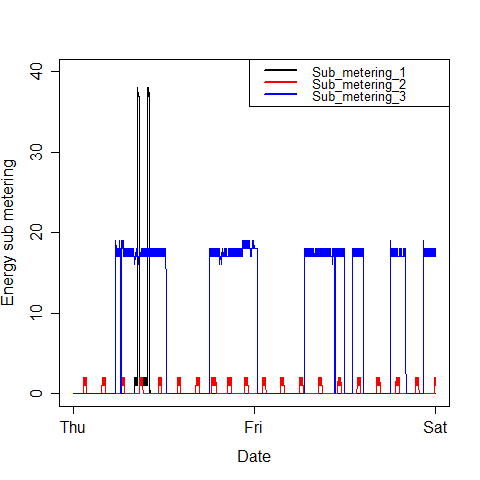 Sub_metering_1
Sub_metering_2
Sub_metering_3
Energy sub metering
40
30
20
10
0
Thu
Fri
Sat
Date